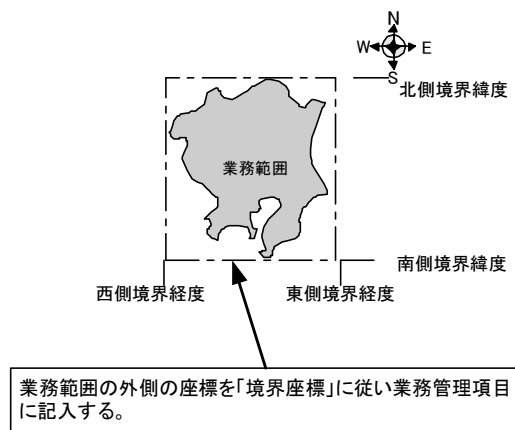 N
W E
S
北側境界緯度
業務範囲
南側境界緯度
西側境界経度 東側境界経度
業務範囲の外側の座標を「境界座標」に従い業務管理項目
に記入する。